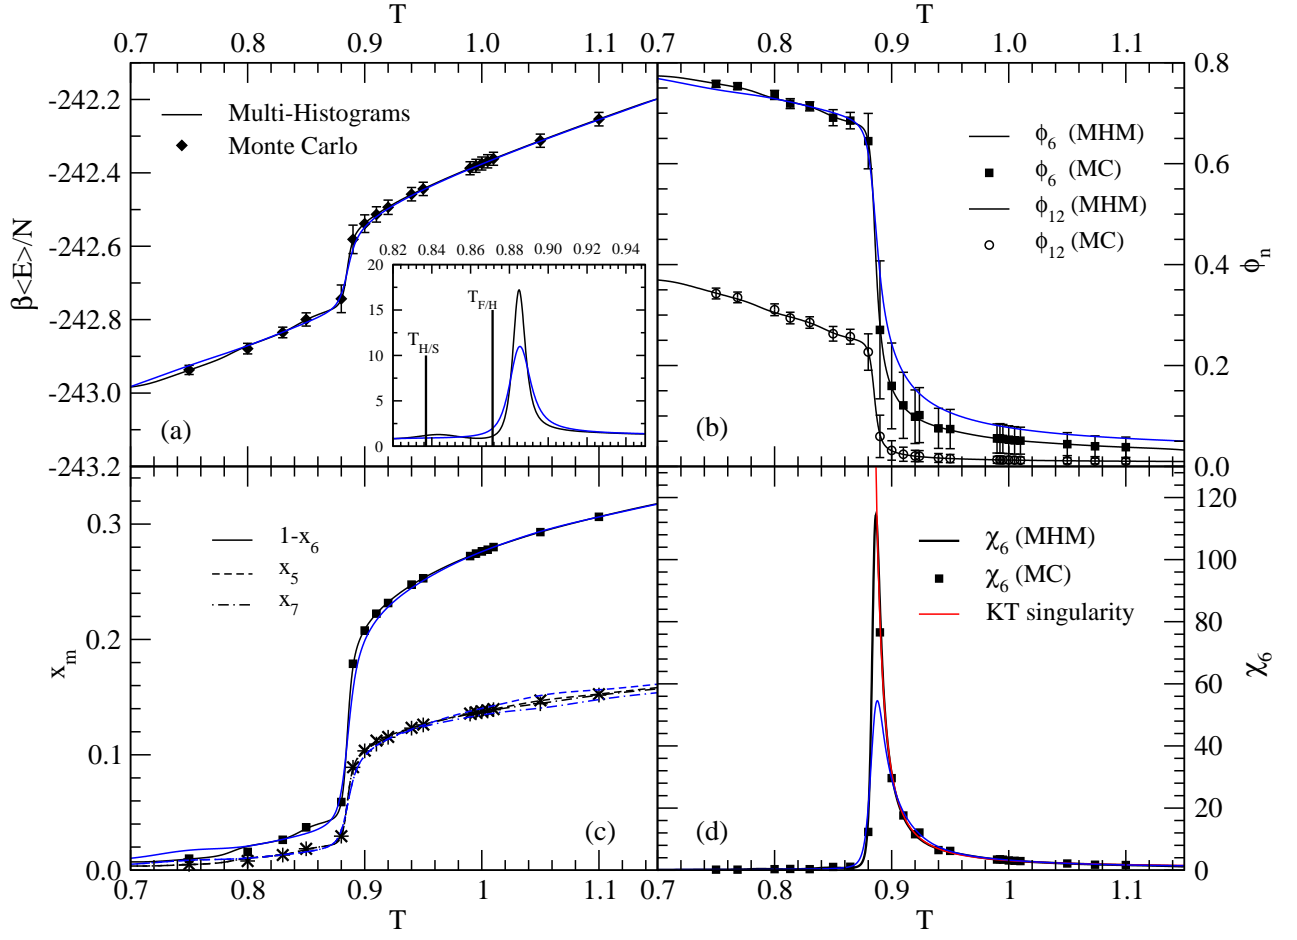 T
T
0.7 0.8 0.9 1.0 1.1
0.7 0.8 0.9 1.0 1.1
-242.2
-242.4
-242.6
-242.8
-243.0
-243.2
β<E>/N
Multi-Histograms
Monte Carlo
(a)
0.82 0.84 0.86 0.88 0.90 0.92 0.94
20
15
10
5
0
T_{H/S}
T_{F/H}
ϕ_6 (MHM)
ϕ_6 (MC)
ϕ_12 (MHM)
ϕ_12 (MC)
(b)
0.8
0.6
0.4
0.2
0.0
ϕ_n
0.3
0.2
0.1
0.0
x_m
1-x_6
x_5
x_7
(c)
0.7 0.8 0.9 1 1.1
T
χ_6 (MHM)
χ_6 (MC)
KT singularity
(d)
120
100
80
60
40
20
0
χ_6
0.7 0.8 0.9 1 1.1
T